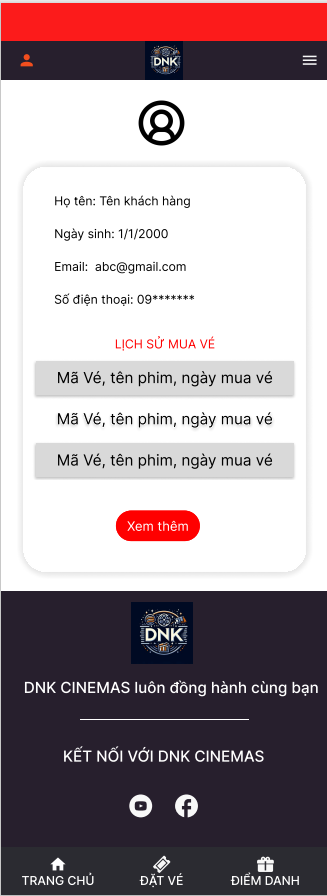 DNK
Họ tên: Tên khách hàng
Ngày sinh: 1/1/2000
Email: abc@gmail.com
Số điện thoại: 09*******
LỊCH SỬ MUA VÉ
Mã Vé, tên phim, ngày mua vé
Mã Vé, tên phim, ngày mua vé
Mã Vé, tên phim, ngày mua vé
Xem thêm
DNK
DNK CINEMAS luôn đồng hành cùng bạn
KẾT NỐI VỚI DNK CINEMAS
TRANG CHỦ ĐẶT VÉ ĐIỂM DANH